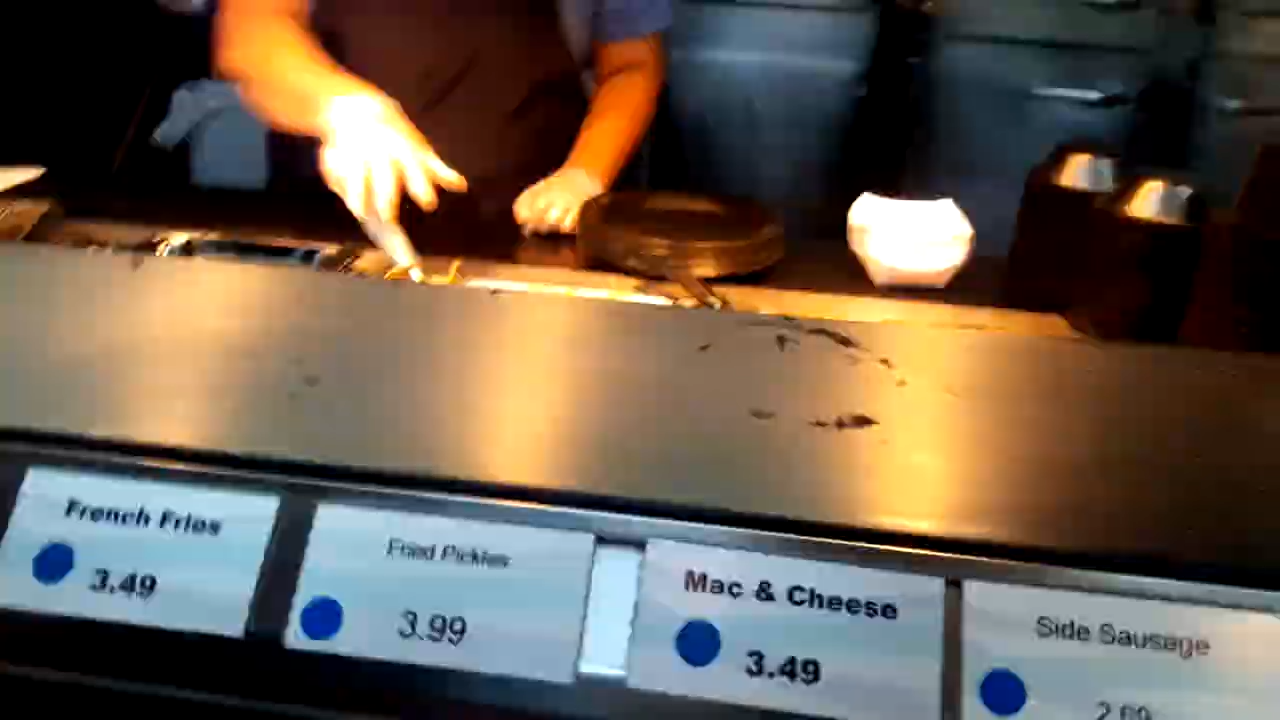 French Fries
3.49
Fried Pickles
3.99
Mac & Cheese
3.49
Side Sausage